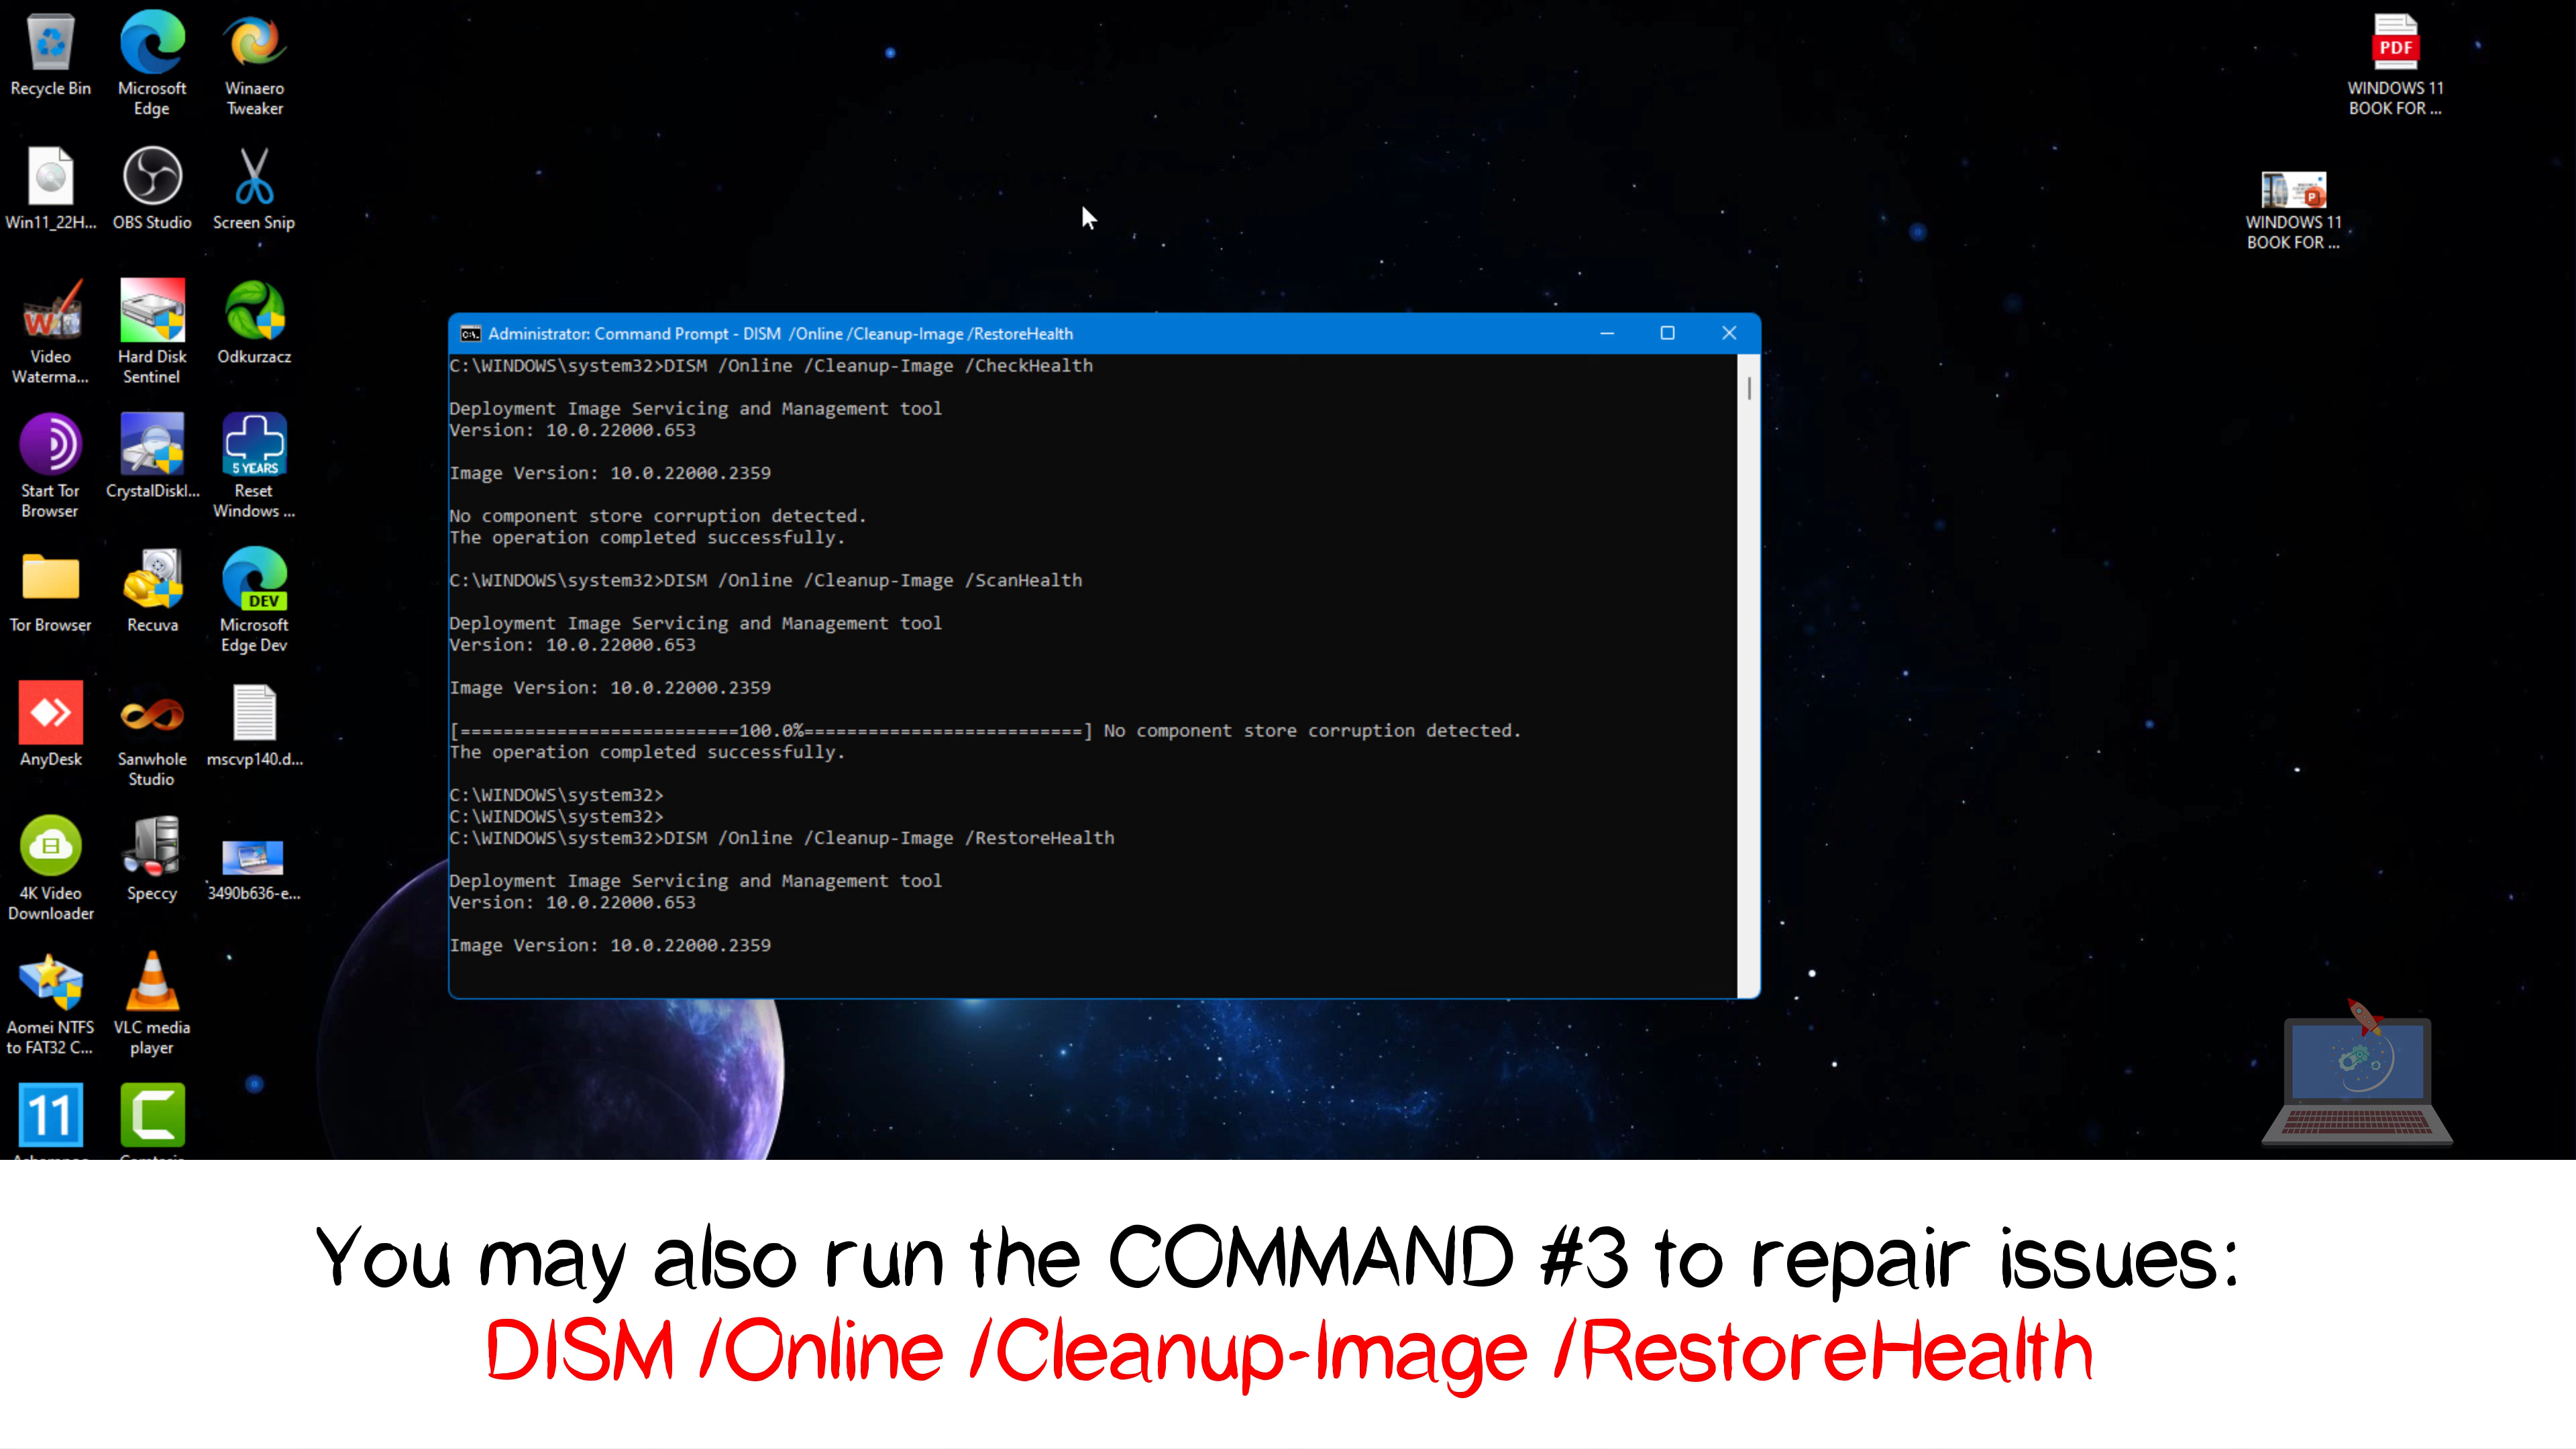 Recycle Bin
Microsoft
Edge
Winaero
Tweaker
Win11_22H...
OBS Studio
Screen Snip
Video
Waterma...
Hard Disk
Sentinel
Odkurzacz
Start Tor
Browser
CrystalDiskI...
5 YEARS
Reset
Windows ...
Tor Browser
Recuva
DEV
Microsoft
Edge Dev
AnyDesk
Sanwhole
Studio
mscvp140.d...
4K Video
Downloader
Speccy
3490b636-e...
Aomei NTFS
to FAT32 C...
VLC media
player
11
PDF
WINDOWS 11
BOOK FOR ...
WINDOWS 11
BOOK FOR ...
Administrator: Command Prompt - DISM  /Online /Cleanup-Image /RestoreHealth
C:\WINDOWS\system32>DISM /Online /Cleanup-Image /CheckHealth
Deployment Image Servicing and Management tool
Version: 10.0.22000.653
Image Version: 10.0.22000.2359
No component store corruption detected.
The operation completed successfully.
C:\WINDOWS\system32>DISM /Online /Cleanup-Image /ScanHealth
Deployment Image Servicing and Management tool
Version: 10.0.22000.653
Image Version: 10.0.22000.2359
[==========================100.0%==========================] No component store corruption detected.
The operation completed successfully.
C:\WINDOWS\system32>
C:\WINDOWS\system32>
C:\WINDOWS\system32>DISM /Online /Cleanup-Image /RestoreHealth
Deployment Image Servicing and Management tool
Version: 10.0.22000.653
Image Version: 10.0.22000.2359
You may also run the COMMAND #3 to repair issues:
DISM /Online /Cleanup-Image /RestoreHealth